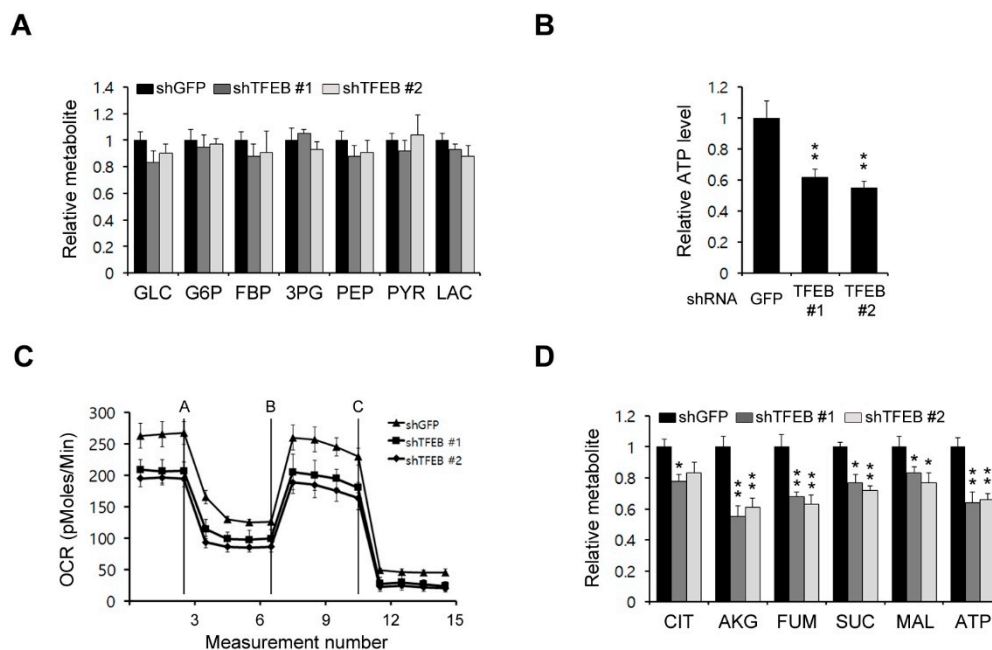 A
shGFP shTFEB #1 shTFEB #2
Relative metabolite
1.4
1.2
1
0.8
0.6
0.4
0.2
0
GLC G6P FBP 3PG PEP PYR LAC
B
Relative ATP level
1.2
1
0.8
0.6
0.4
0.2
0
** **
shRNA GFP TFEB #1 TFEB #2
C
A B C
OCR (pMoles/Min)
300
250
200
150
100
50
0
shGFP
shTFEB #1
shTFEB #2
3 6 9 12 15
Measurement number
D
shGFP shTFEB #1 shTFEB #2
Relative metabolite
1.2
1
0.8
0.6
0.4
0.2
0
* ** ** ** ** ** ** * * ** **
CIT AKG FUM SUC MAL ATP